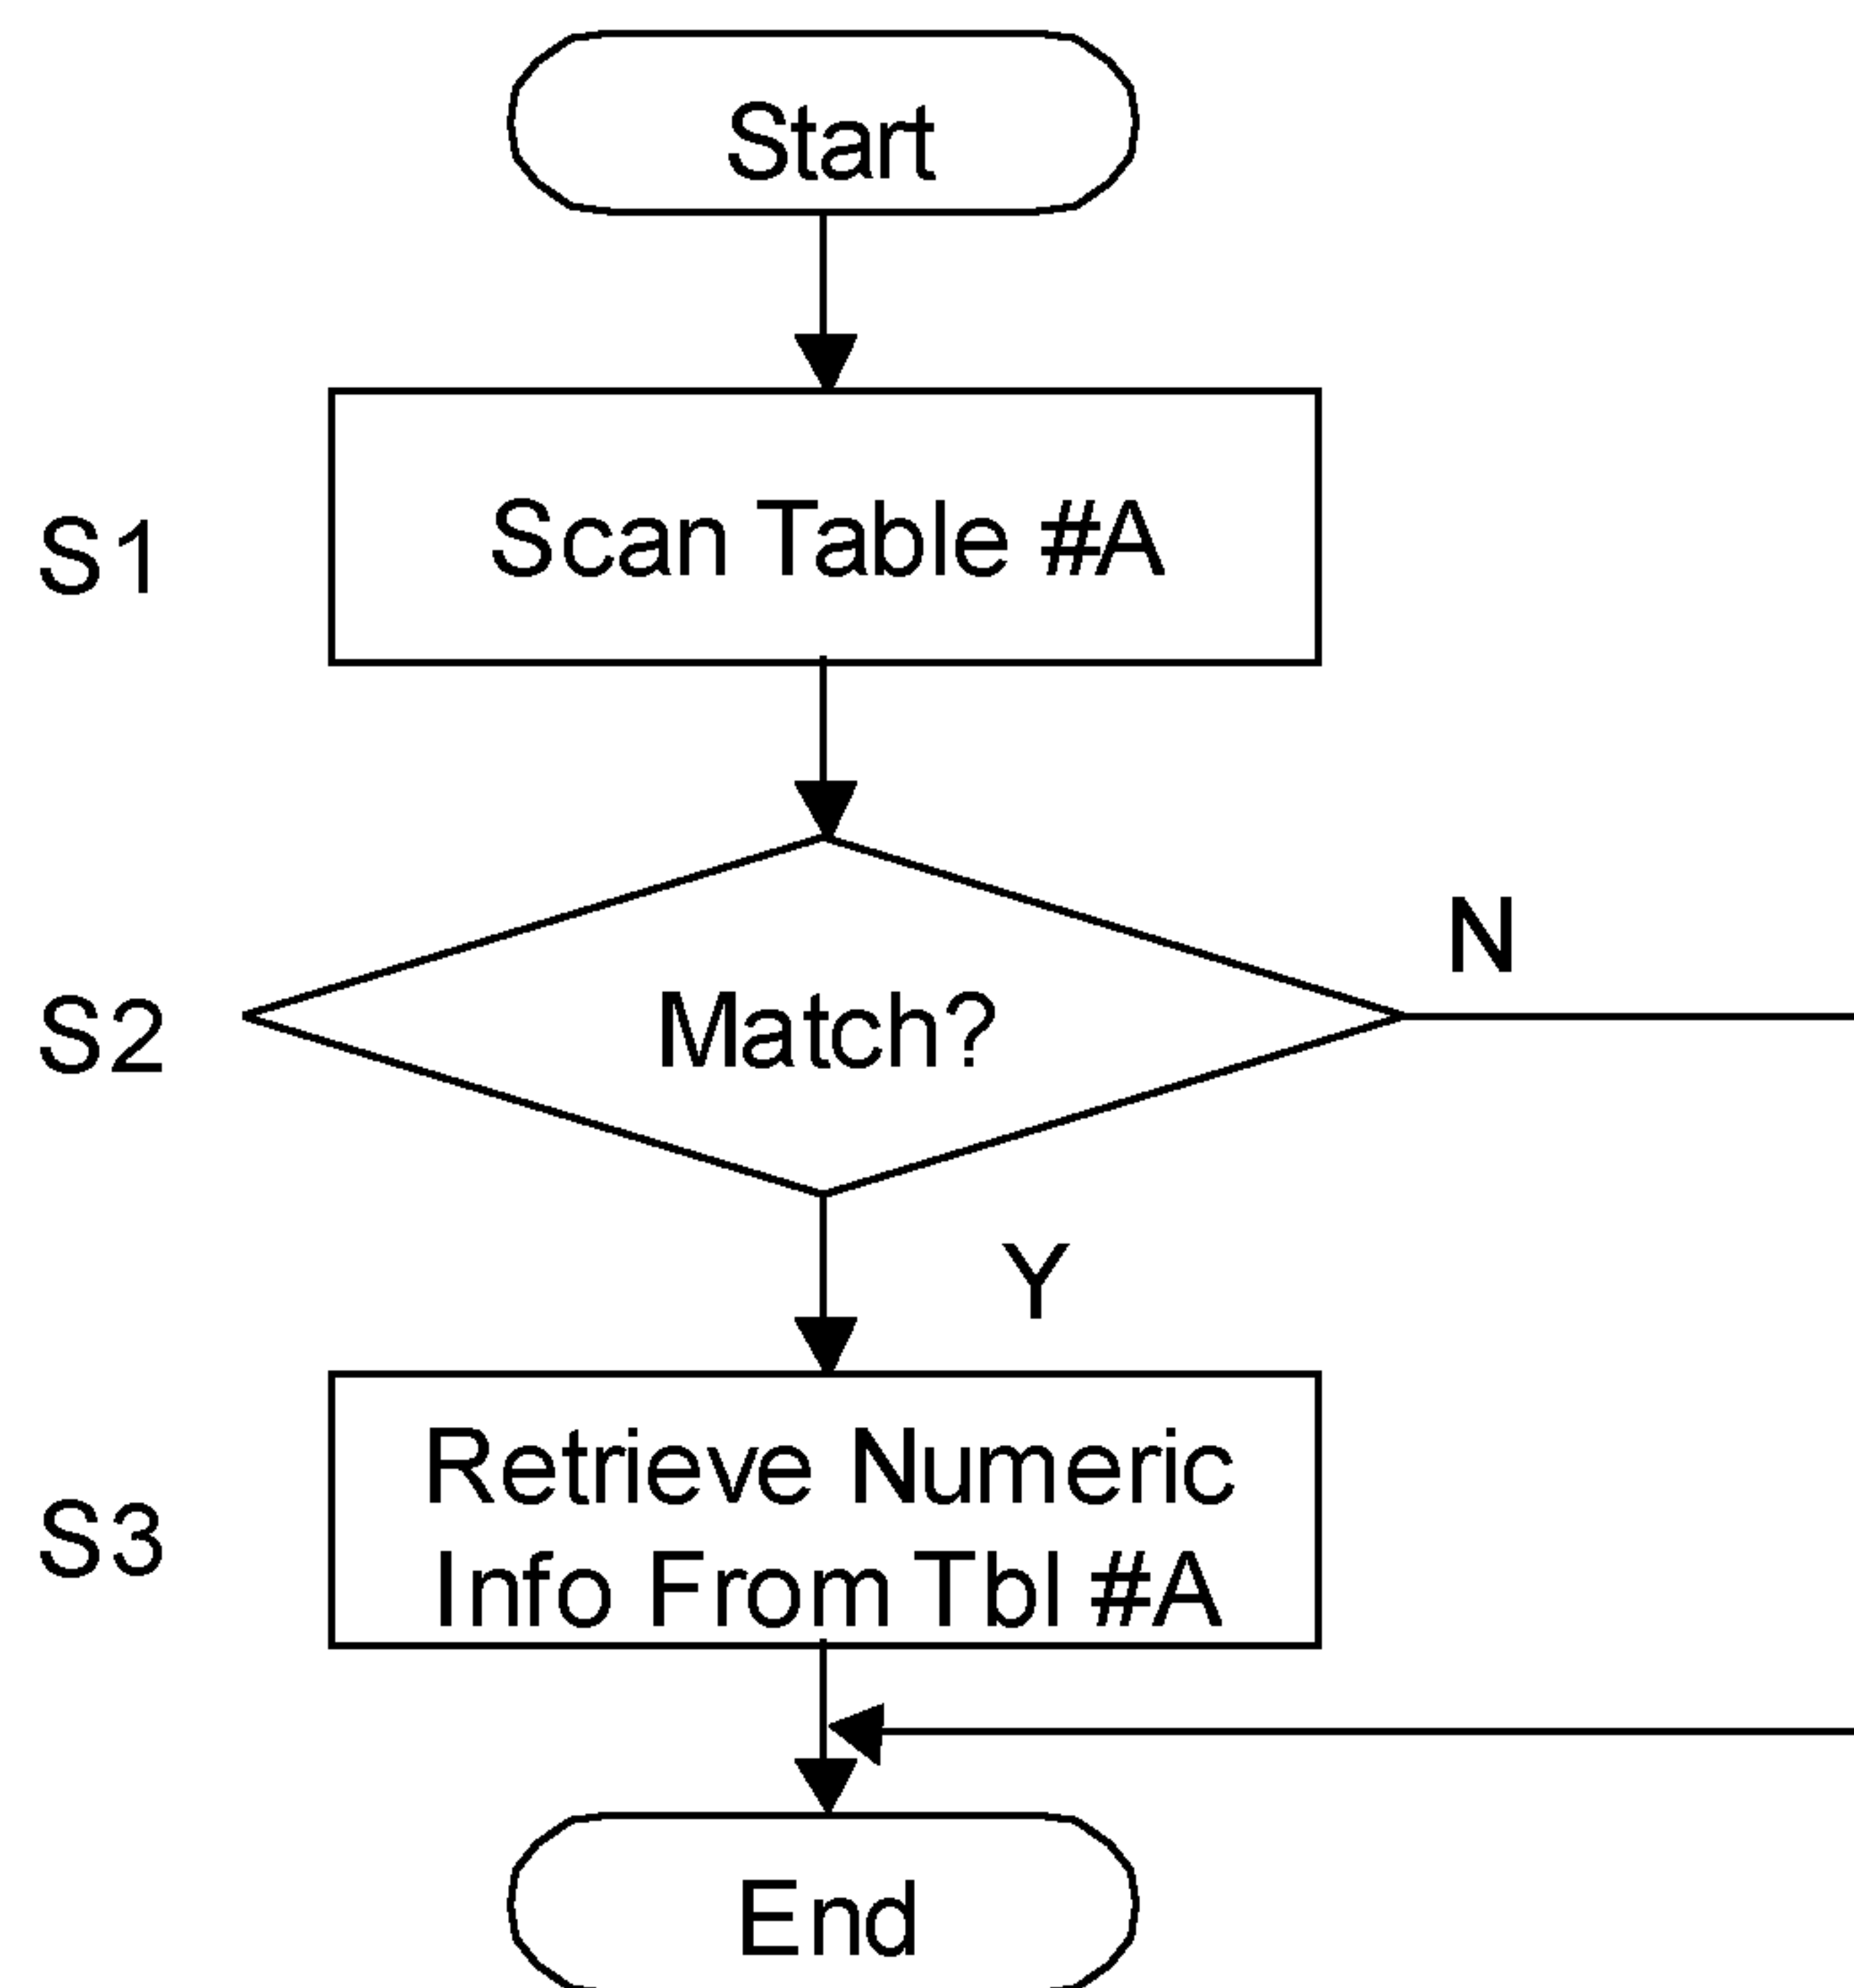 Start
S1
Scan Table #A
N
S2
Match?
Y
S3
Retrieve Numeric
Info From Tbl #A
End